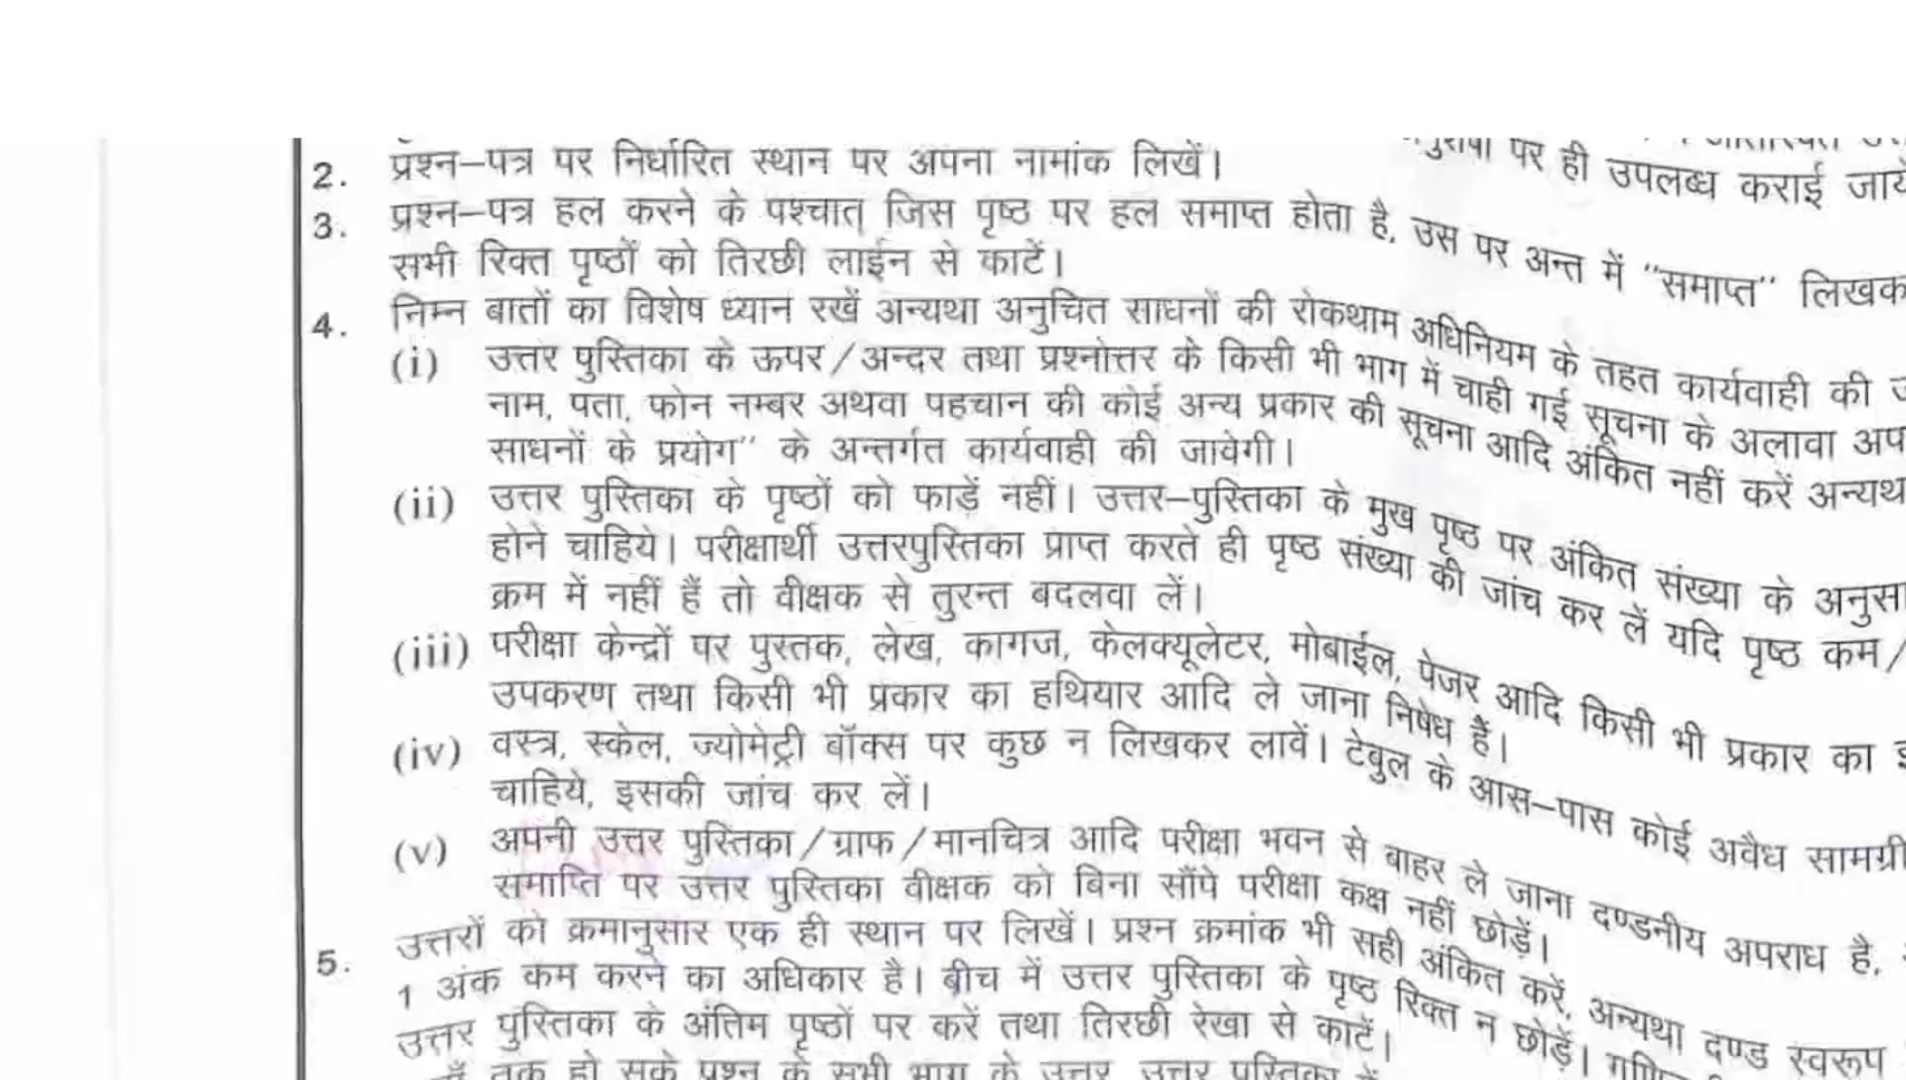 पर ही उपलब्ध कराई
2. प्रश्न–पत्र पर निर्धारित स्थान पर अपना नामांक लिखें।
3. प्रश्न–पत्र हल करने के पश्चात् जिस पृष्ठ पर हल समाप्त होता है, उस पर अन्त में "समाप्त"
सभी रिक्त पृष्ठों को तिरछी लाईन से काटें।
4. निम्न बातों का विशेष ध्यान रखें अन्यथा अनुचित साधनों की रोकथाम अधिनियम के तहत कार्यवाही की
(i) उत्तर पुस्तिका के ऊपर/अन्दर तथा प्रश्नोत्तर के किसी भी भाग में चाही गई सूचना के अलावा
नाम, पता, फोन नम्बर अथवा पहचान की कोई अन्य प्रकार की सूचना आदि अंकित नहीं करें
साधनों के प्रयोग" के अन्तर्गत कार्यवाही की जावेगी।
(ii) उत्तर पुस्तिका के पृष्ठों को फाड़ें नहीं। उत्तर–पुस्तिका के मुख पृष्ठ पर अंकित संख्या के
होने चाहिये। परीक्षार्थी उत्तरपुस्तिका प्राप्त करते ही पृष्ठ संख्या की जांच कर लें यदि पृष्ठ कम/
क्रम में नहीं हैं तो वीक्षक से तुरन्त बदलवा लें।
(iii) परीक्षा केन्द्रों पर पुस्तक, लेख, कागज, केलक्यूलेटर, मोबाईल, पेजर आदि किसी भी प्रकार का
उपकरण तथा किसी भी प्रकार का हथियार आदि ले जाना निषेध है।
(iv) वस्त्र, स्केल, ज्योमेट्री बॉक्स पर कुछ न लिखकर लावें। टेबुल के आस–पास कोई अवैध सामग्री
चाहिये, इसकी जांच कर लें।
(v) अपनी उत्तर पुस्तिका/ग्राफ/मानचित्र आदि परीक्षा भवन से बाहर ले जाना दण्डनीय अपराध है,
समाप्ति पर उत्तर पुस्तिका वीक्षक को बिना सौंपे परीक्षा कक्ष नहीं छोड़ें।
5. उत्तरों को क्रमानुसार एक ही स्थान पर लिखें। प्रश्न क्रमांक भी सही अंकित करें, अन्यथा दण्ड स्वरूप
1 अंक कम करने का अधिकार है। बीच में उत्तर पुस्तिका के पृष्ठ रिक्त न छोड़ें।
उत्तर पुस्तिका के अंतिम पृष्ठों पर करें तथा तिरछी रेखा से काटें।
तक हो सके प्रश्न के सभी भाग के उत्तर, उत्तर पुस्तिका